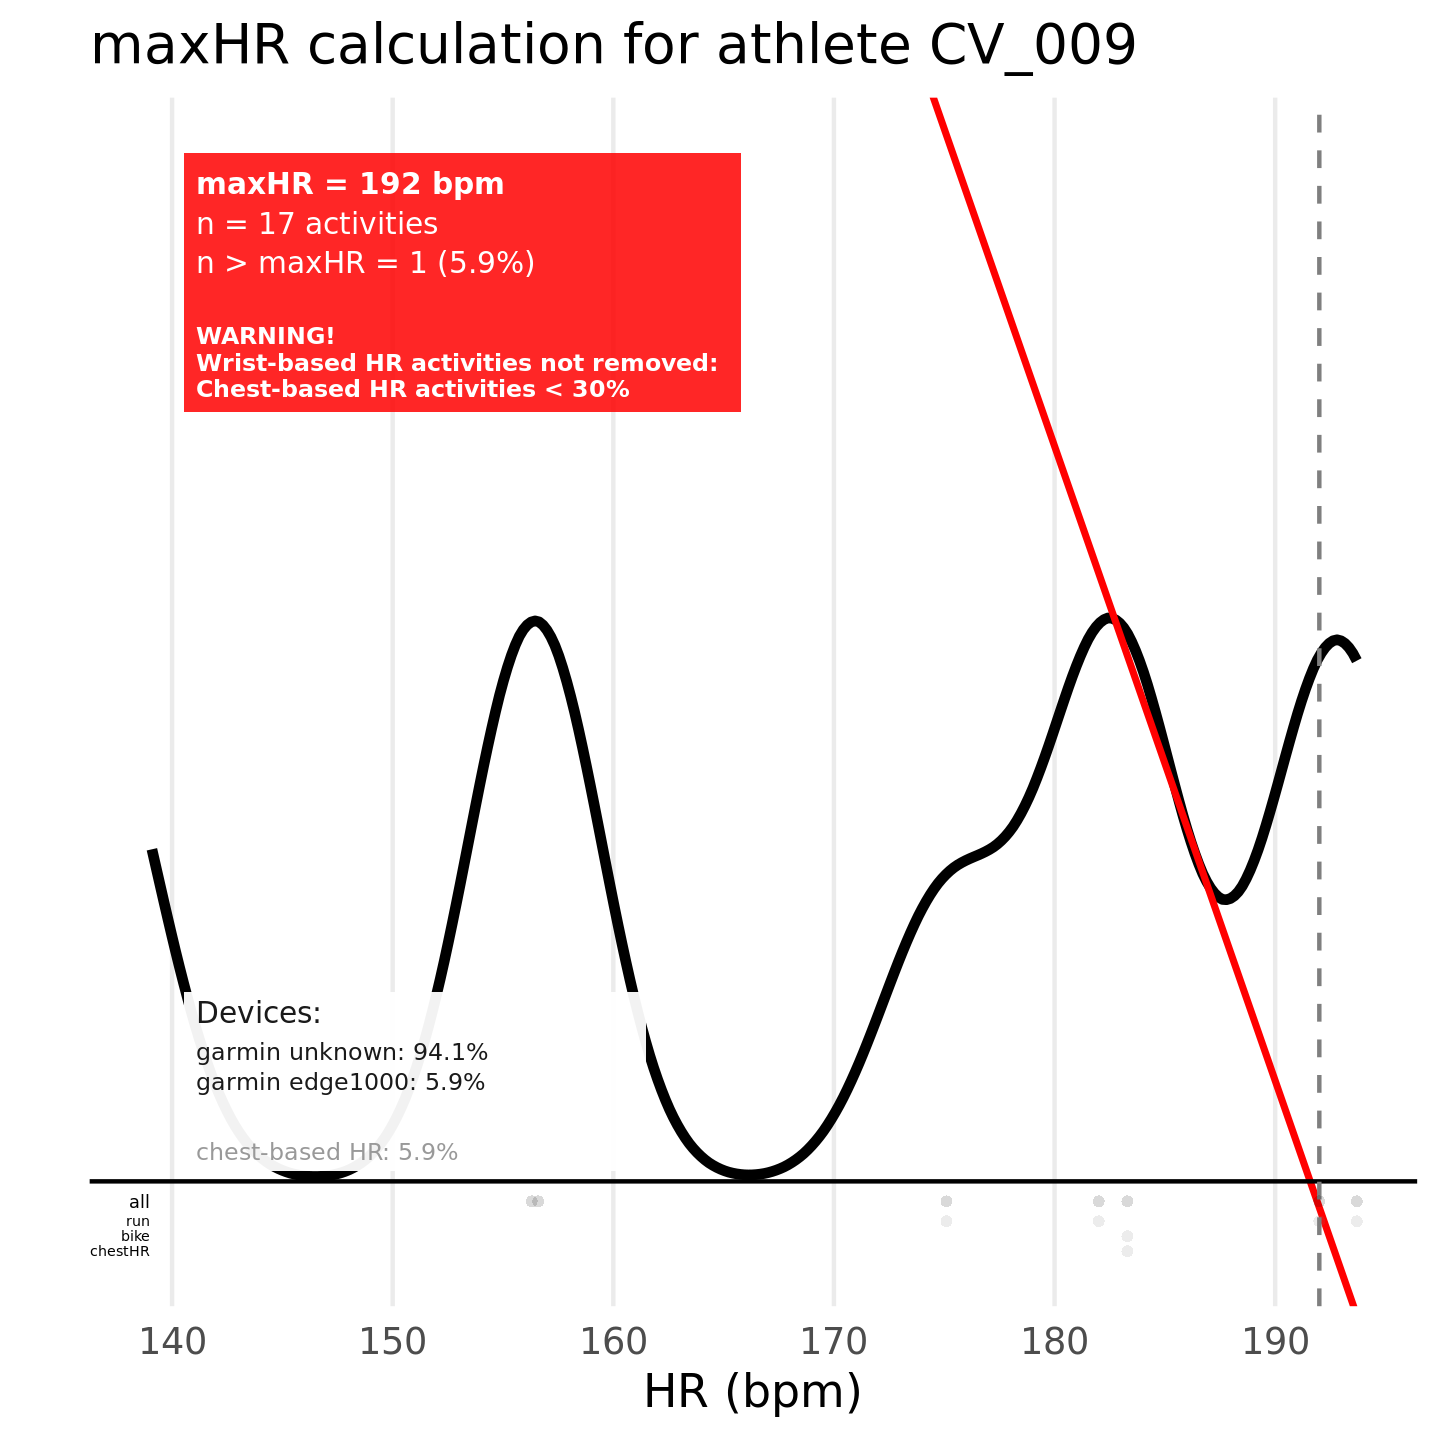 maxHR calculation for athlete CV_009
maxHR = 192 bpm
n = 17 activities
n > maxHR = 1 (5.9%)
WARNING!
Wrist-based HR activities not removed:
Chest-based HR activities < 30%
Devices:
garmin unknown: 94.1%
garmin edge1000: 5.9%
chest-based HR: 5.9%
all
run
bike
chestHR
140 150 160 170 180 190
HR (bpm)